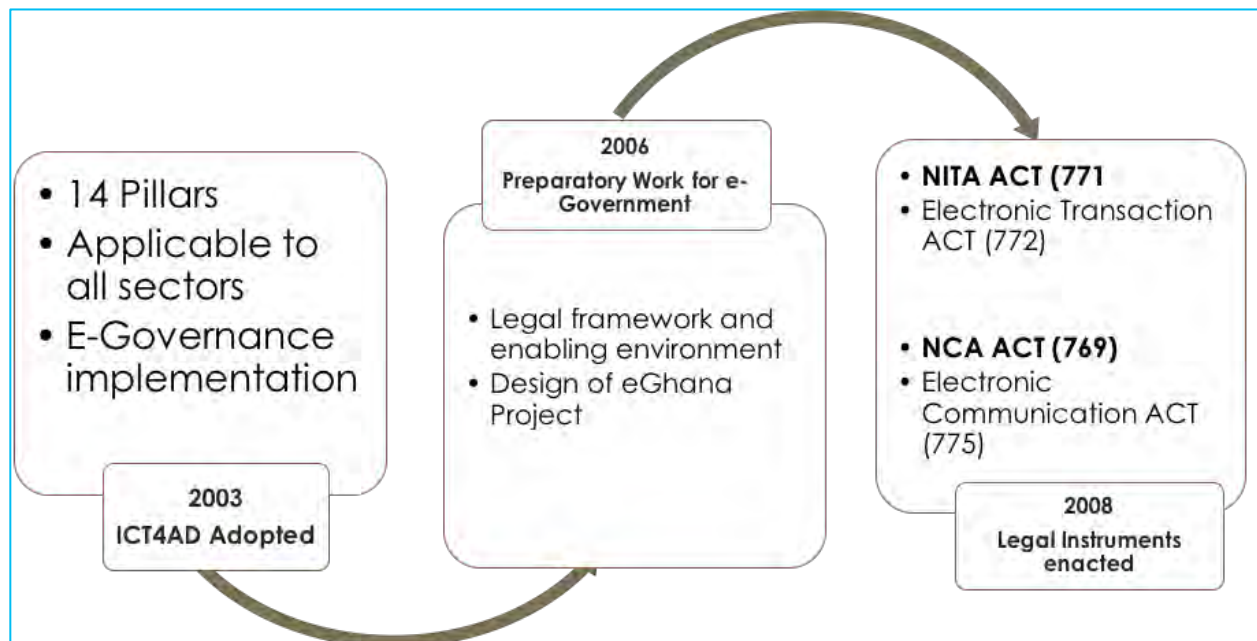 • 14 Pillars
• Applicable to
all sectors
• E-Governance
implementation
2003
ICT4AD Adopted
2006
Preparatory Work for e-
Government
• Legal framework and
enabling environment
• Design of eGhana
Project
• NITA ACT (771
• Electronic Transaction
ACT (772)
• NCA ACT (769)
• Electronic
Communication ACT
(775)
2008
Legal Instruments
enacted